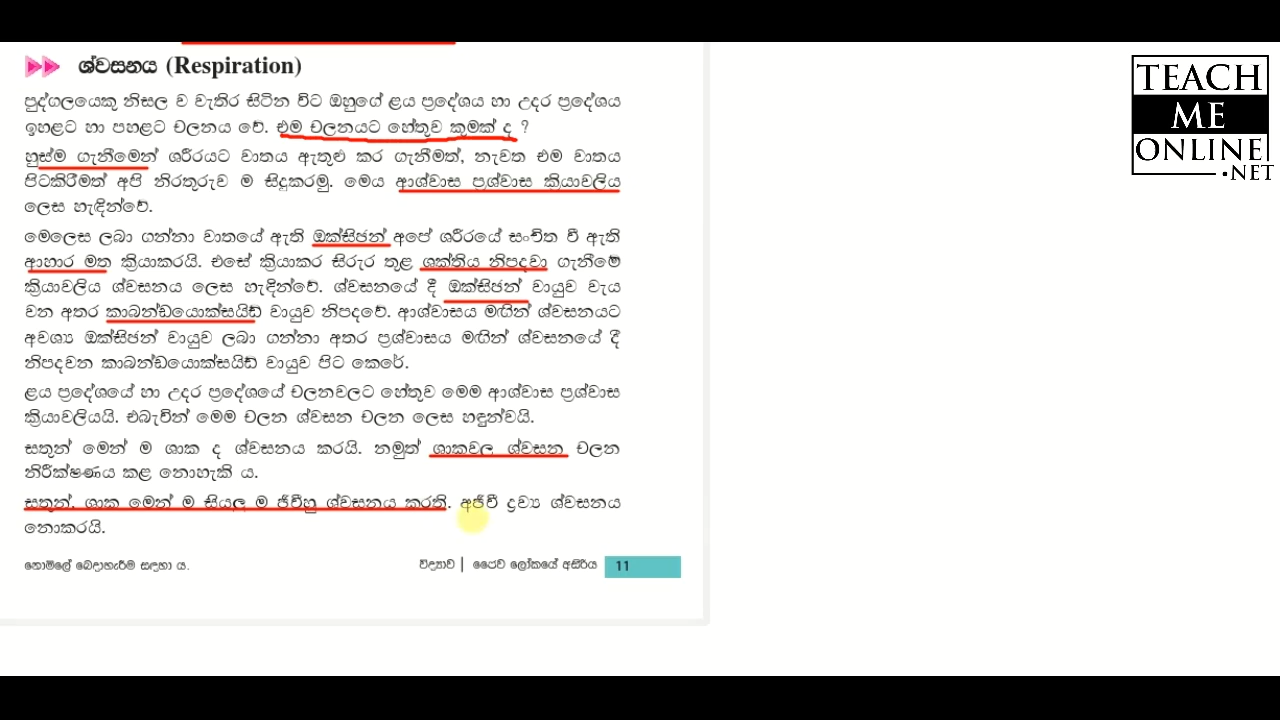 ශ්වසනය (Respiration)
පුද්ගලයෙකු නිසල ව වැතිර සිටින විට ඔහුගේ ළය ප්‍රදේශය හා උදර ප්‍රදේශය
ඉහළට හා පහළට චලනය වේ. එම චලනයට හේතුව කුමක් ද ?
හුස්ම ගැනීමෙන් ශරීරයට වාතය ඇතුළු කර ගැනීමත්, නැවත එම වාතය
පිටකිරීමත් අපි නිරතුරුව ම සිදුකරමු. මෙය ආශ්වාස ප්‍රශ්වාස ක්‍රියාවලිය
ලෙස හැඳින්වේ.
මෙලෙස ලබා ගන්නා වාතයේ ඇති ඔක්සිජන් අපේ ශරීරයේ සංචිත වී ඇති
ආහාර මත ක්‍රියාකරයි. එසේ ක්‍රියාකර සිරුර තුළ ශක්තිය නිපදවා ගැනීමේ
ක්‍රියාවලිය ශ්වසනය ලෙස හැඳින්වේ. ශ්වසනයේ දී ඔක්සිජන් වායුව වැය
වන අතර කාබන්ඩයොක්සයිඩ් වායුව නිපදවේ. ආශ්වාසය මඟින් ශ්වසනයට
අවශ්‍ය ඔක්සිජන් වායුව ලබා ගන්නා අතර ප්‍රශ්වාසය මඟින් ශ්වසනයේ දී
නිපදවන කාබන්ඩයොක්සයිඩ් වායුව පිට කෙරේ.
ළය ප්‍රදේශයේ හා උදර ප්‍රදේශයේ චලනවලට හේතුව මෙම ආශ්වාස ප්‍රශ්වාස
ක්‍රියාවලියයි. එබැවින් මෙම චලන ශ්වසන චලන ලෙස හඳුන්වයි.
සතුන් මෙන් ම ශාක ද ශ්වසනය කරයි. නමුත් ශාකවල ශ්වසන චලන
නිරීක්ෂණය කළ නොහැකි ය.
සතුන්, ශාක මෙන් ම සියලු ම ජීවීහු ශ්වසනය කරති. අජීවී ද්‍රව්‍ය ශ්වසනය
නොකරයි.
නොමිලේ බෙදාහැරීම සඳහා ය.
විද්‍යාව | ජෛව ලෝකයේ අසිරිය 11
TEACH
ME
ONLINE
.NET